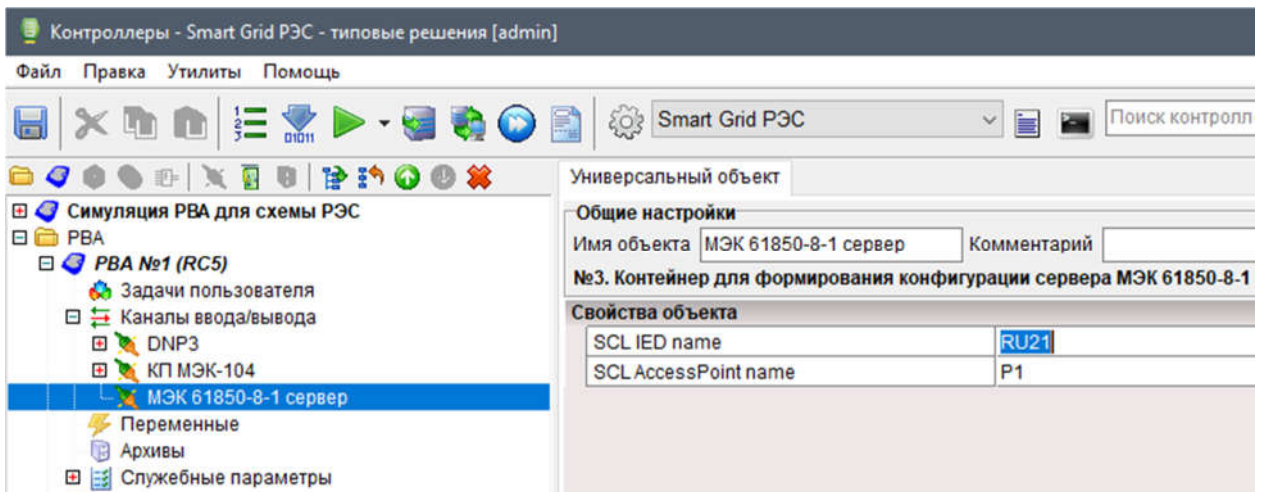 Контроллеры - Smart Grid РЭС - типовые решения [admin]
Файл Правка Утилиты Помощь
Smart Grid РЭС
Поиск контролл
Универсальный объект
Симуляция РВА для схемы РЭС
РВА
РВА №1 (RC5)
Задачи пользователя
Каналы ввода/вывода
DNP3
КП МЭК-104
МЭК 61850-8-1 сервер
Переменные
Архивы
Служебные параметры
Общие настройки
Имя объекта МЭК 61850-8-1 сервер Комментарий
№3. Контейнер для формирования конфигурации сервера МЭК 61850-8-1
Свойства объекта
SCL IED name RU21
SCL AccessPoint name P1